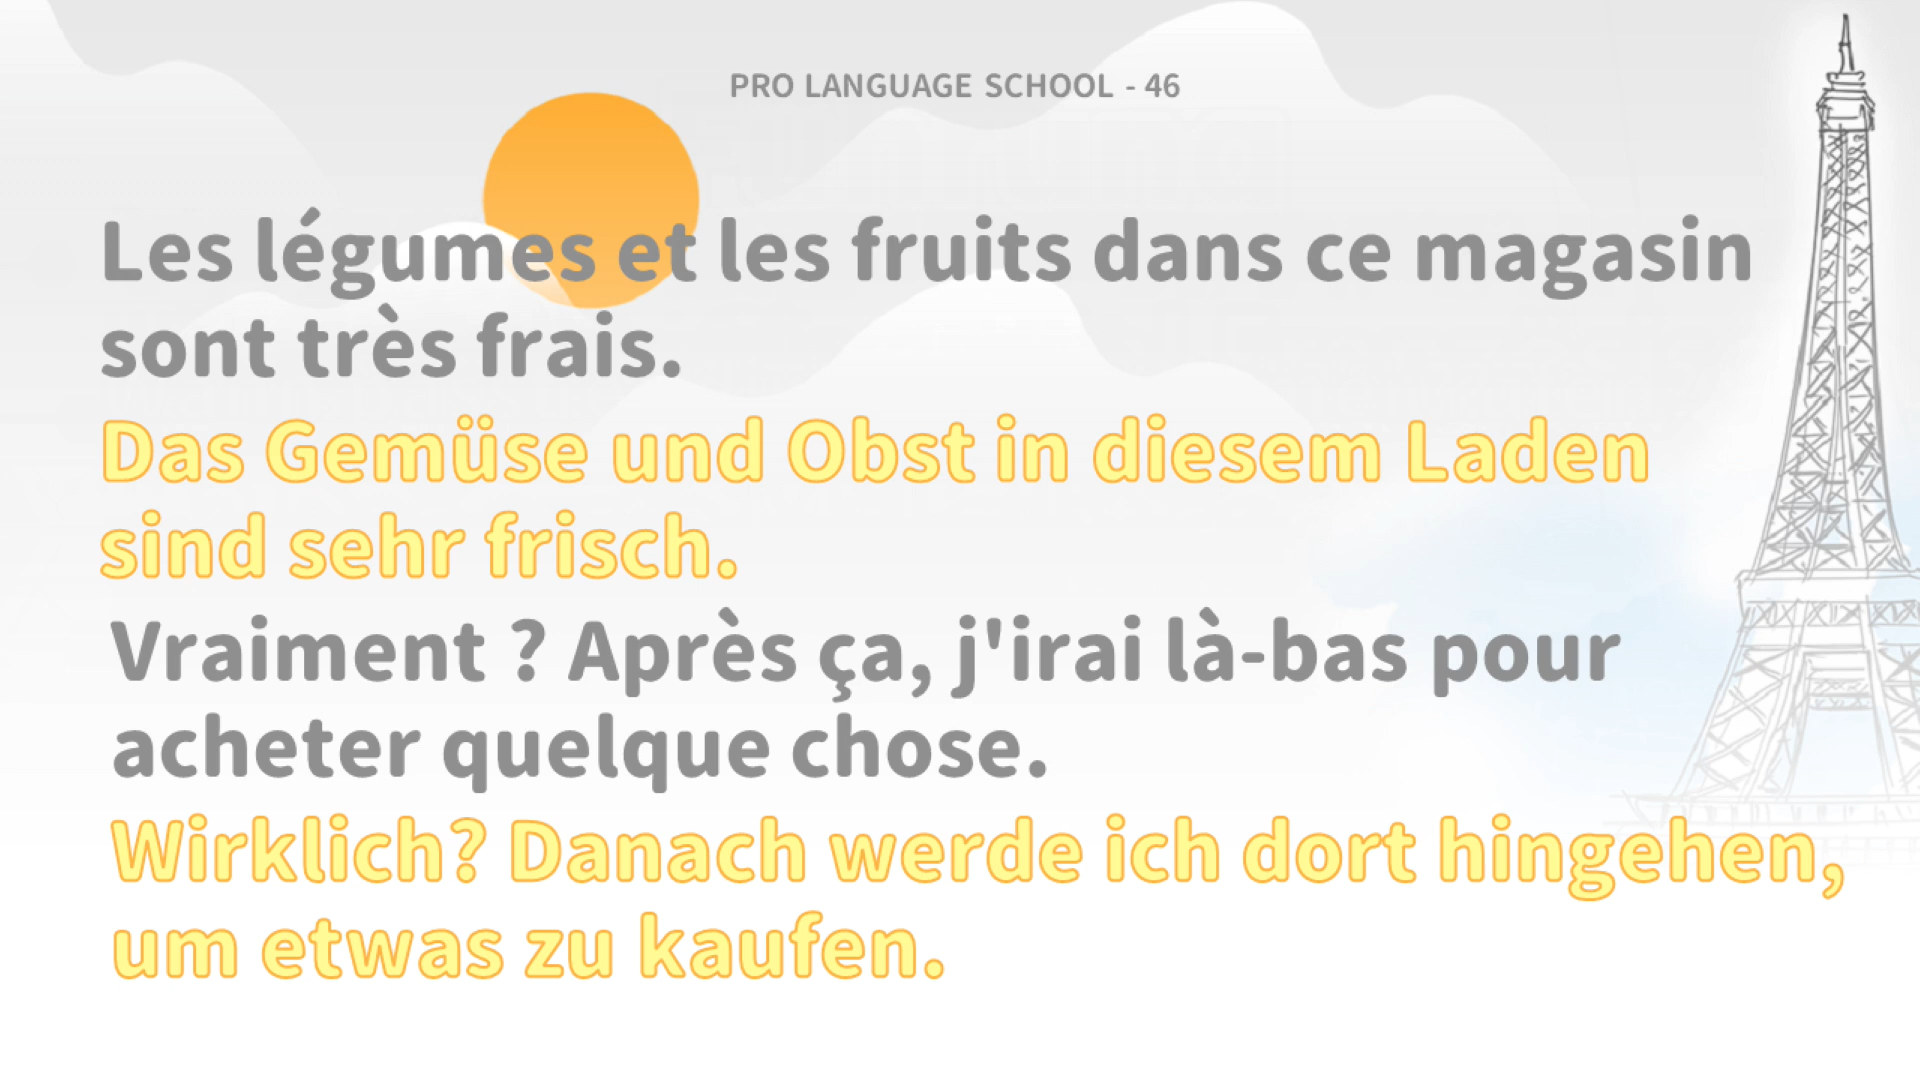 PRO LANGUAGE SCHOOL - 46
Les légumes et les fruits dans ce magasin
sont très frais.
Das Gemüse und Obst in diesem Laden
sind sehr frisch.
Vraiment ? Après ça, j'irai là-bas pour
acheter quelque chose.
Wirklich? Danach werde ich dort hingehen,
um etwas zu kaufen.